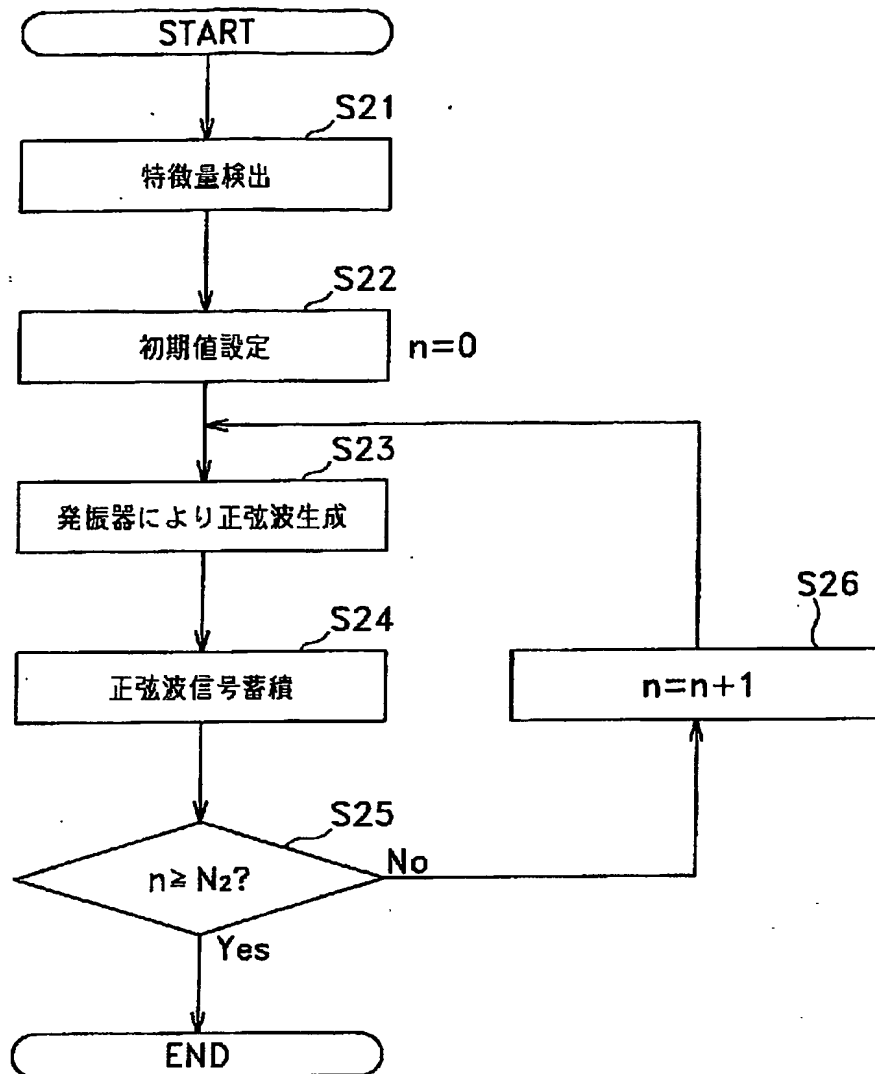 START
S21
特徴量検出
S22
初期値設定
n=0
S23
発振器により正弦波生成
S24
正弦波信号蓄積
S26
n=n+1
S25
n≧N₂?
No
Yes
END